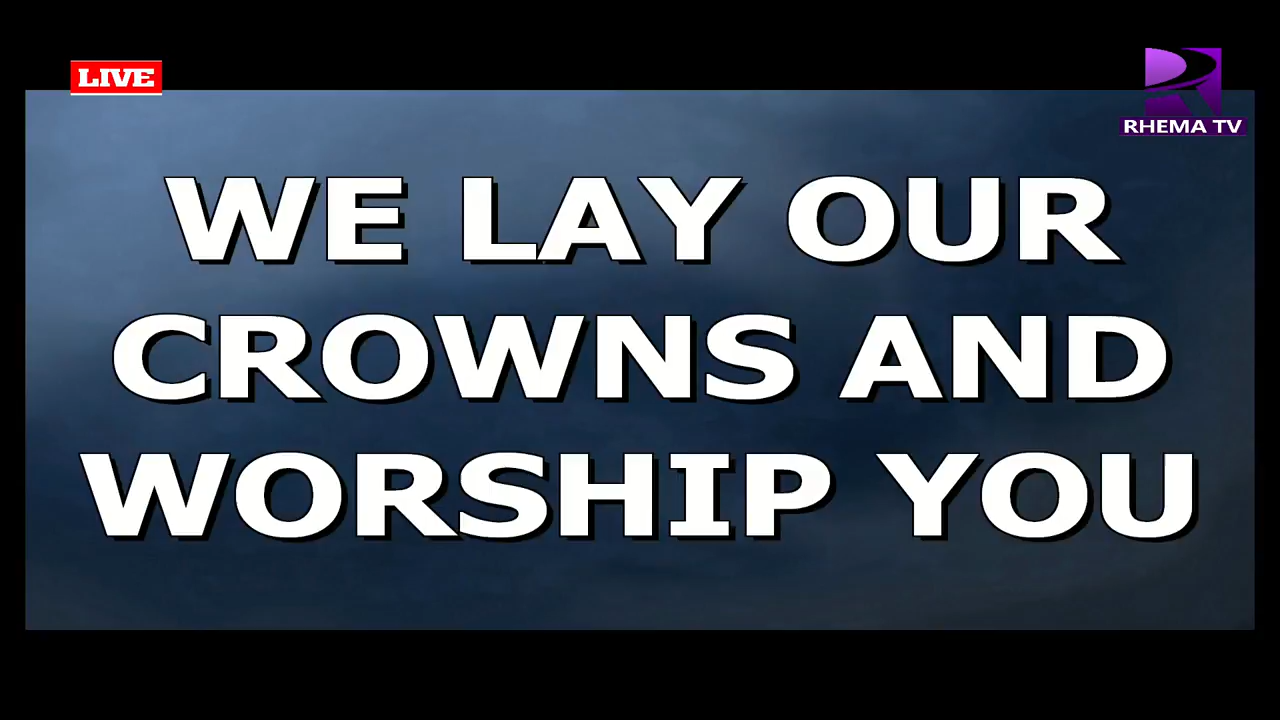 LIVE
RHEMA TV
WE LAY OUR
CROWNS AND
WORSHIP YOU